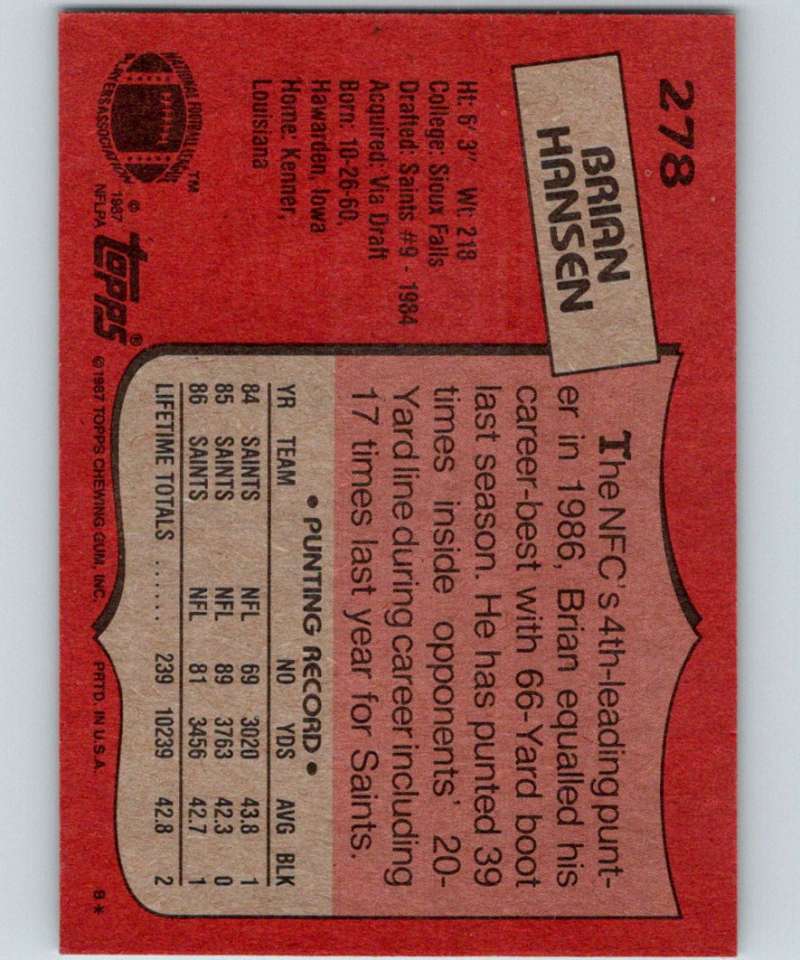 278
BRIAN
HANSEN
Ht: 6' 3" Wt: 218
College: Sioux Falls
Drafted: Saints #9 - 1984
Acquired: Via Draft
Born: 10-26-60,
Hawarden, Iowa
Home: Kenner,
Louisiana
NATIONAL FOOTBALL LEAGUE
PLAYERS ASSOCIATION
TM
© 1987
NFLPA
topps®
The NFC's 4th-leading punt-
er in 1986, Brian equalled his
career-best with 66-Yard boot
last season. He has punted 39
times inside opponents' 20-
Yard line during career including
17 times last year for Saints.
• PUNTING RECORD •
YR TEAM NO YDS AVG BLK
84 SAINTS NFL 69 3020 43.8 1
85 SAINTS NFL 89 3763 42.3 0
86 SAINTS NFL 81 3456 42.7 1
LIFETIME TOTALS ...... 239 10239 42.8 2
© 1987 TOPPS CHEWING GUM, INC. PRTD. IN U.S.A. B*